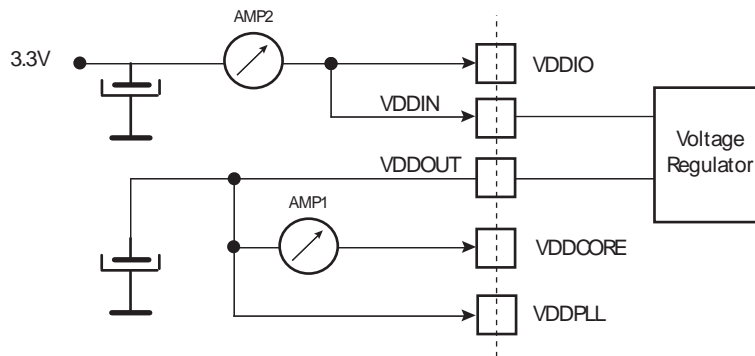 AMP2
3.3V
VDDIO
VDDIN
Voltage
Regulator
VDDOUT
AMP1
VDDCORE
VDDPLL